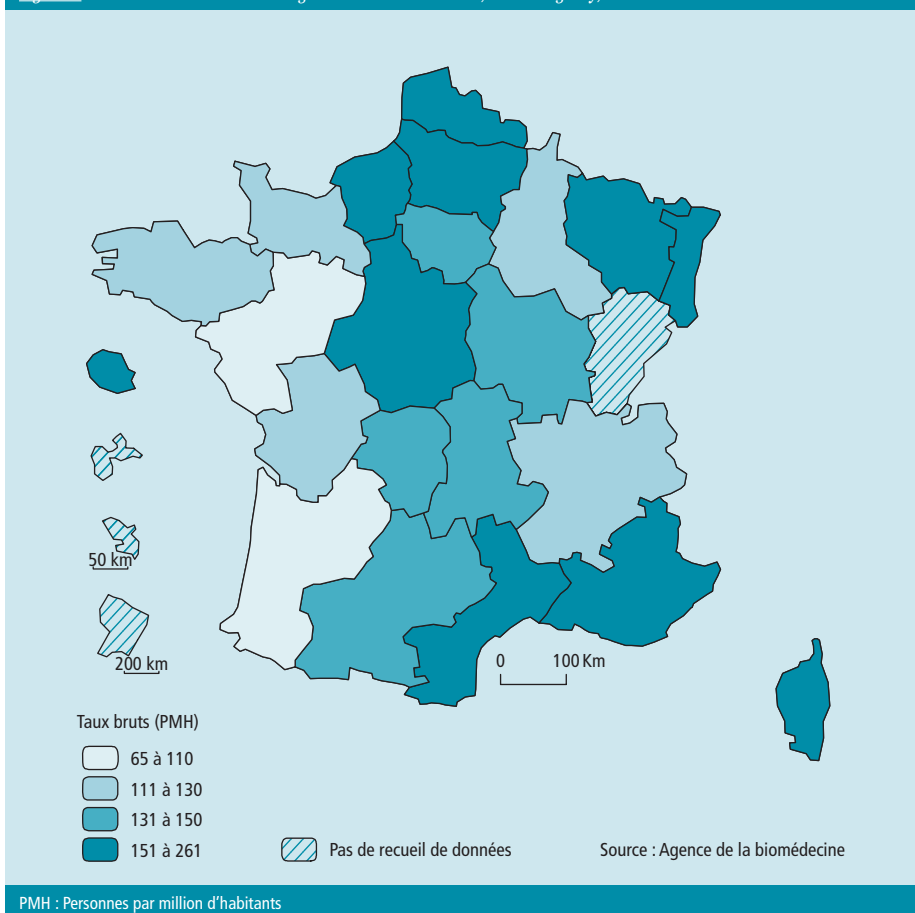 50 km
200 km
0 100 Km
Taux bruts (PMH)
65 à 110
111 à 130
131 à 150
151 à 261
Pas de recueil de données
Source : Agence de la biomédecine
PMH : Personnes par million d’habitants